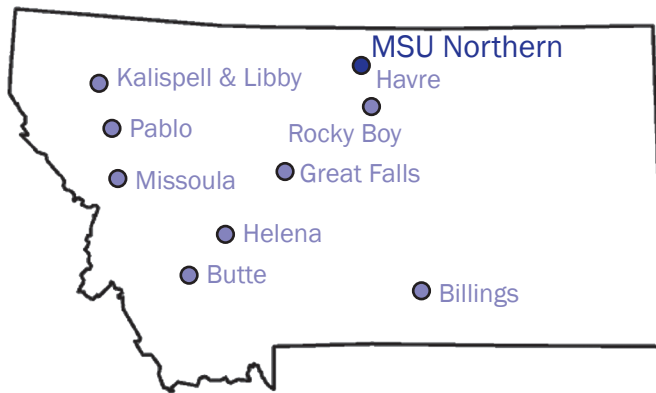 MSU Northern
Havre
Kalispell & Libby
Pablo
Rocky Boy
Missoula
Great Falls
Helena
Butte
Billings